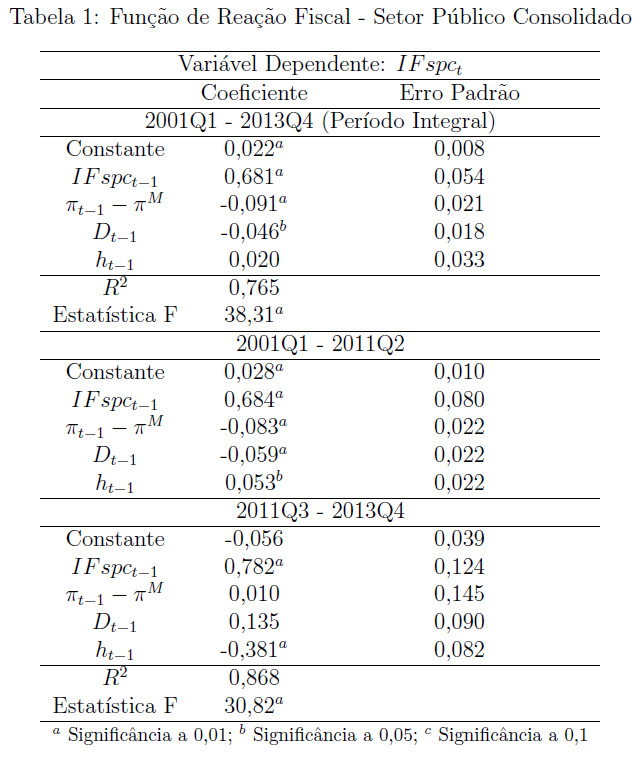 Tabela 1: Função de Reação Fiscal - Setor Público Consolidado
Variável Dependente: IFspc_t
Coeficiente Erro Padrão
2001Q1 - 2013Q4 (Período Integral)
Constante 0,022^a 0,008
IFspc_{t−1} 0,681^a 0,054
π_{t−1} − π^M -0,091^a 0,021
D_{t−1} -0,046^b 0,018
h_{t−1} 0,020 0,033
R^2 0,765
Estatística F 38,31^a
2001Q1 - 2011Q2
Constante 0,028^a 0,010
IFspc_{t−1} 0,684^a 0,080
π_{t−1} − π^M -0,083^a 0,022
D_{t−1} -0,059^a 0,022
h_{t−1} 0,053^b 0,022
2011Q3 - 2013Q4
Constante -0,056 0,039
IFspc_{t−1} 0,782^a 0,124
π_{t−1} − π^M 0,010 0,145
D_{t−1} 0,135 0,090
h_{t−1} -0,381^a 0,082
R^2 0,868
Estatística F 30,82^a
^a Significância a 0,01; ^b Significância a 0,05; ^c Significância a 0,1